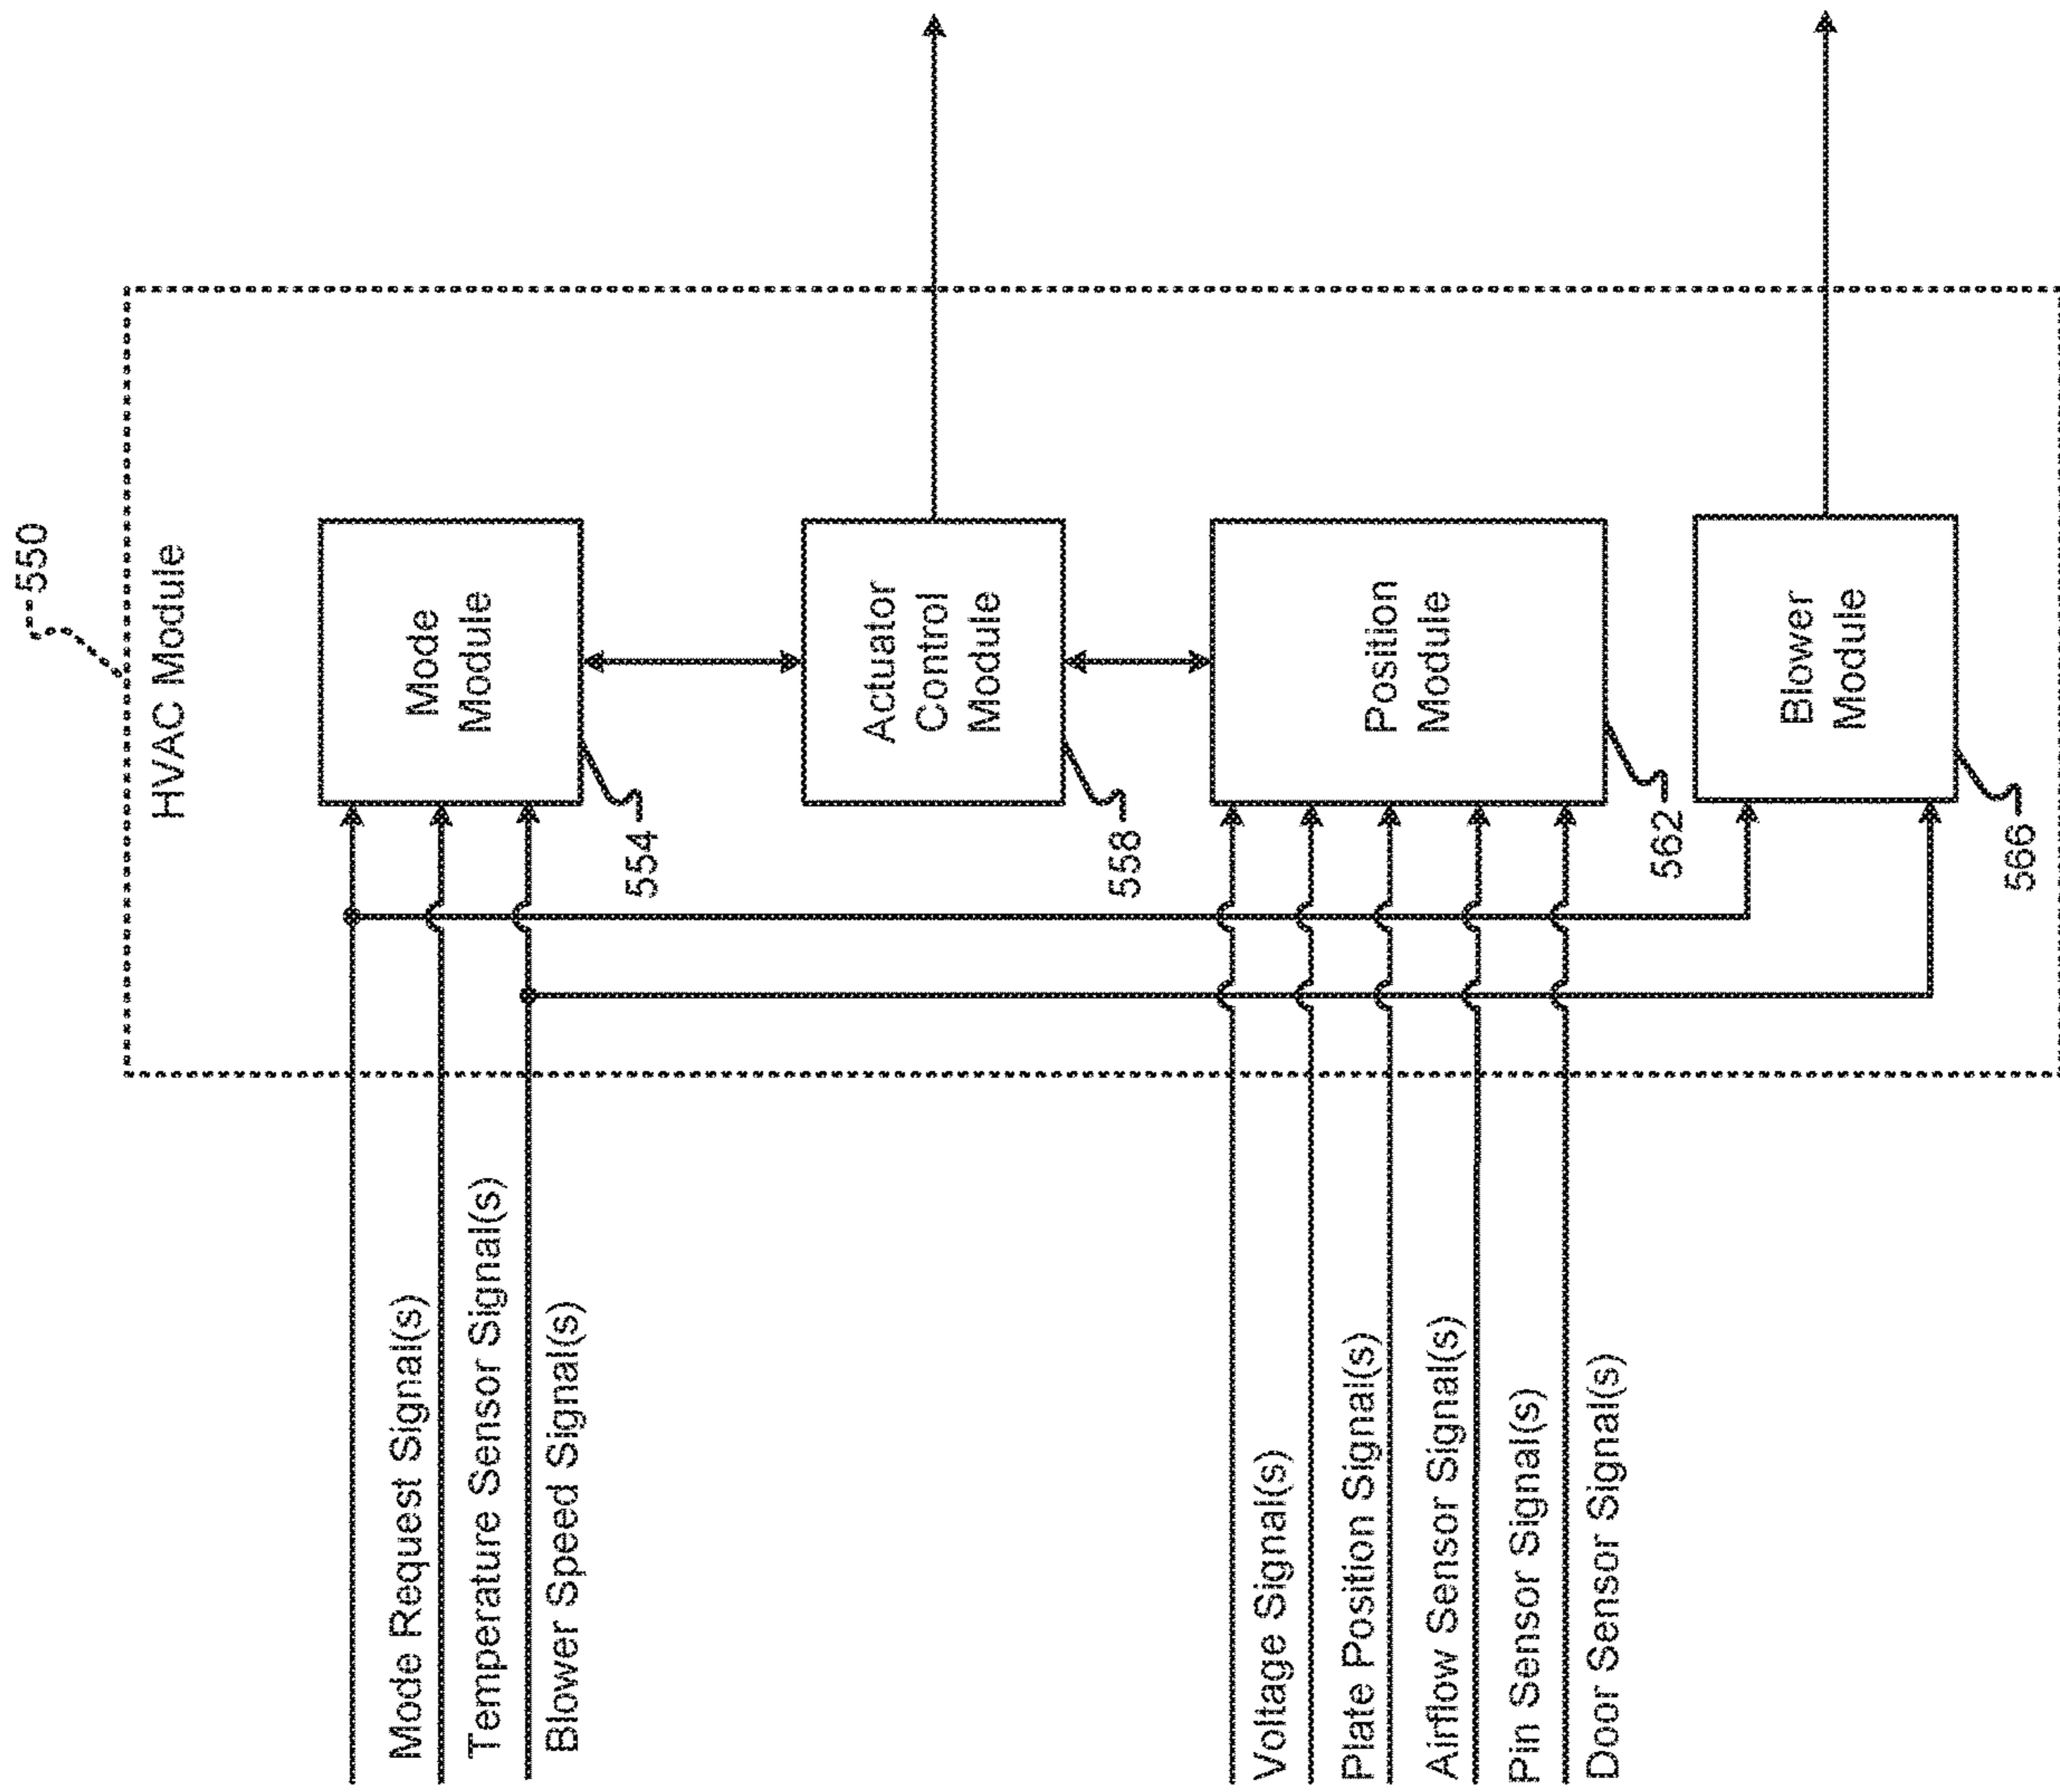 550
HVAC Module
Mode Request Signal(s)
Temperature Sensor Signal(s)
Blower Speed Signal(s)
Mode
Module
554
Actuator
Control
Module
558
Voltage Signal(s)
Plate Position Signal(s)
Airflow Sensor Signal(s)
Pin Sensor Signal(s)
Door Sensor Signal(s)
Position
Module
562
Blower
Module
566